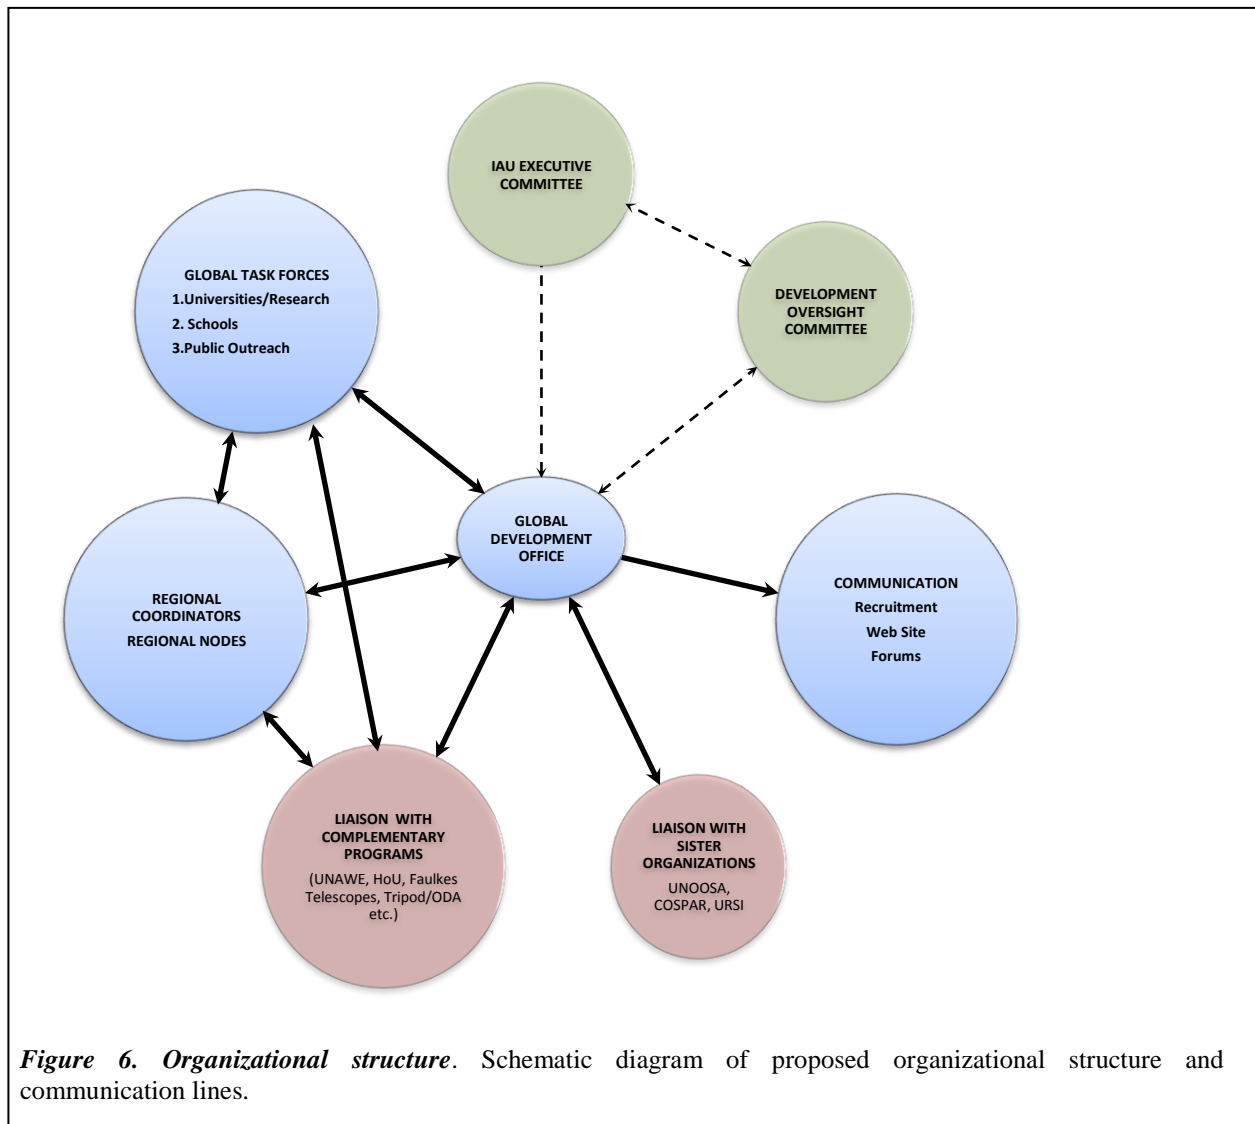 IAU EXECUTIVE
COMMITTEE
GLOBAL TASK FORCES
1.Universities/Research
2. Schools
3.Public Outreach
DEVELOPMENT
OVERSIGHT
COMMITTEE
GLOBAL
DEVELOPMENT
OFFICE
COMMUNICATION
Recruitment
Web Site
Forums
REGIONAL
COORDINATORS
REGIONAL NODES
LIAISON WITH
COMPLEMENTARY
PROGRAMS
(UNAWE, HoU, Faulkes
Telescopes, Tripod/ODA
etc.)
LIAISON WITH
SISTER
ORGANIZATIONS
UNOOSA,
COSPAR, URSI
Figure 6. Organizational structure. Schematic diagram of proposed organizational structure and
communication lines.